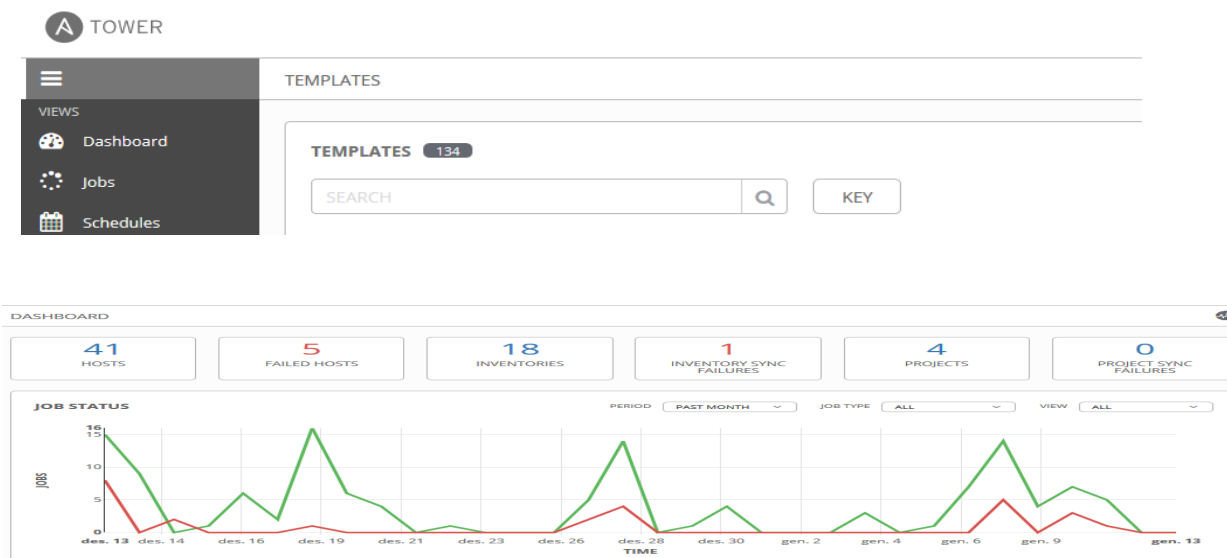 A TOWER
TEMPLATES
VIEWS
Dashboard
Jobs
Schedules
TEMPLATES 134
SEARCH
KEY
DASHBOARD
41
HOSTS
5
FAILED HOSTS
18
INVENTORIES
1
INVENTORY SYNC
FAILURES
4
PROJECTS
0
PROJECT SYNC
FAILURES
JOB STATUS
PERIOD PAST MONTH JOB TYPE ALL VIEW ALL
16
15
10
5
0
JOBS
des. 13 des. 14 des. 16 des. 19 des. 21 des. 23 des. 26 des. 28 des. 30 gen. 2 gen. 4 gen. 6 gen. 9 gen. 13
TIME